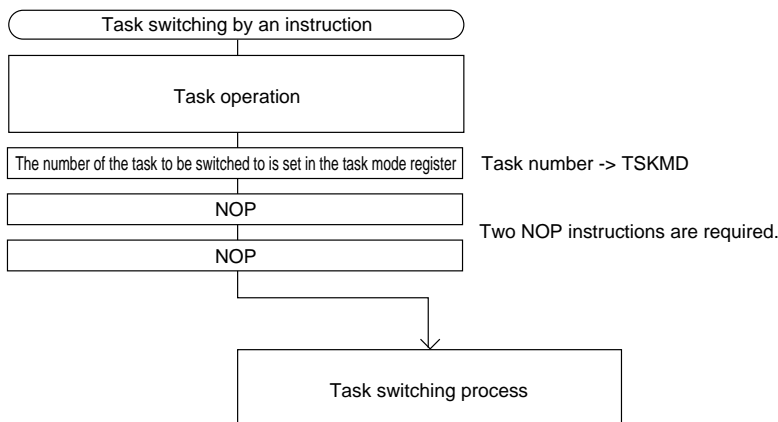 Task switching by an instruction
Task operation
The number of the task to be switched to is set in the task mode register
Task number -> TSKMD
NOP
Two NOP instructions are required.
NOP
Task switching process